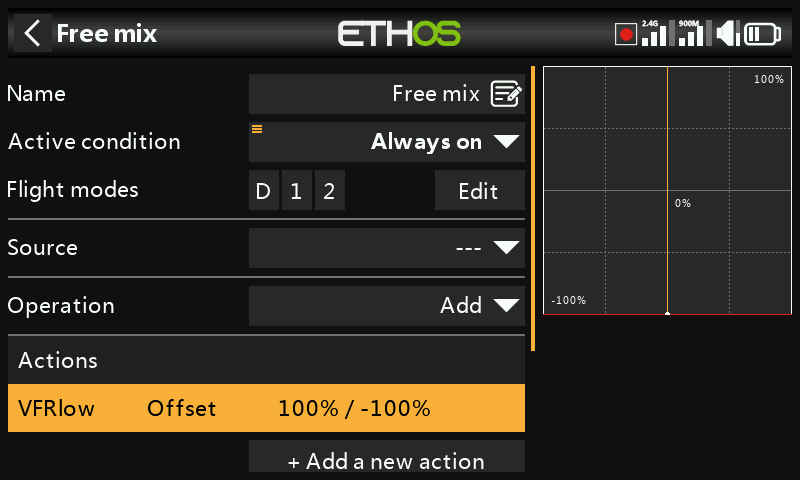 Free mix
ETHOS
2.4G
900M
Name
Free mix
Active condition
Always on
Flight modes
D 1 2
Edit
Source
---
Operation
Add
Actions
VFRlow Offset 100% / -100%
+ Add a new action
100%
0%
-100%